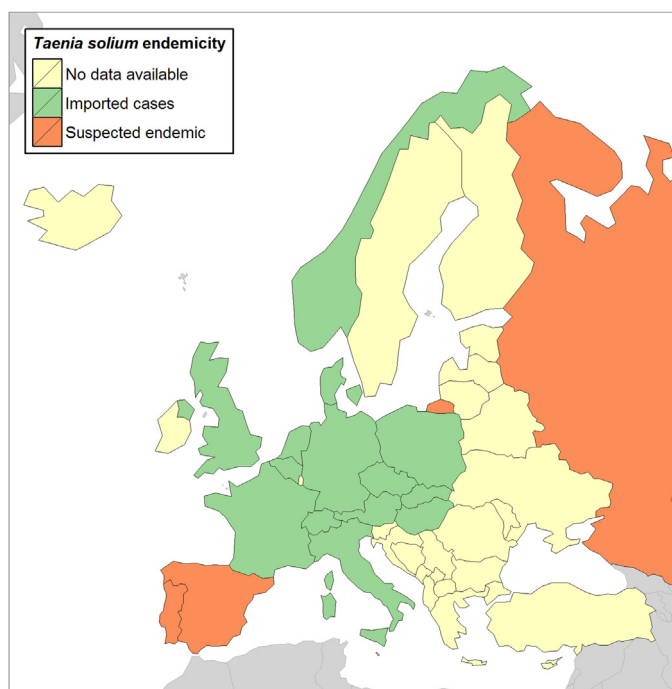 Taenia solium endemicity
No data available
Imported cases
Suspected endemic